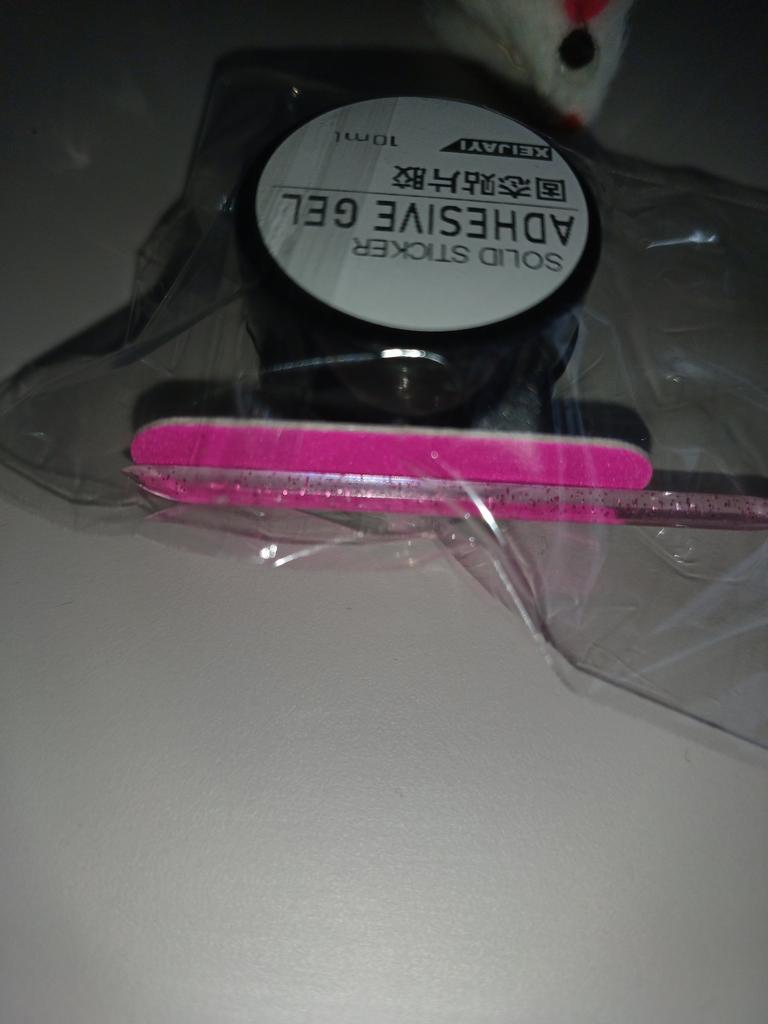 SOLID STICKER
ADHESIVE GEL
固态贴片胶
XEIJAYI 10ml